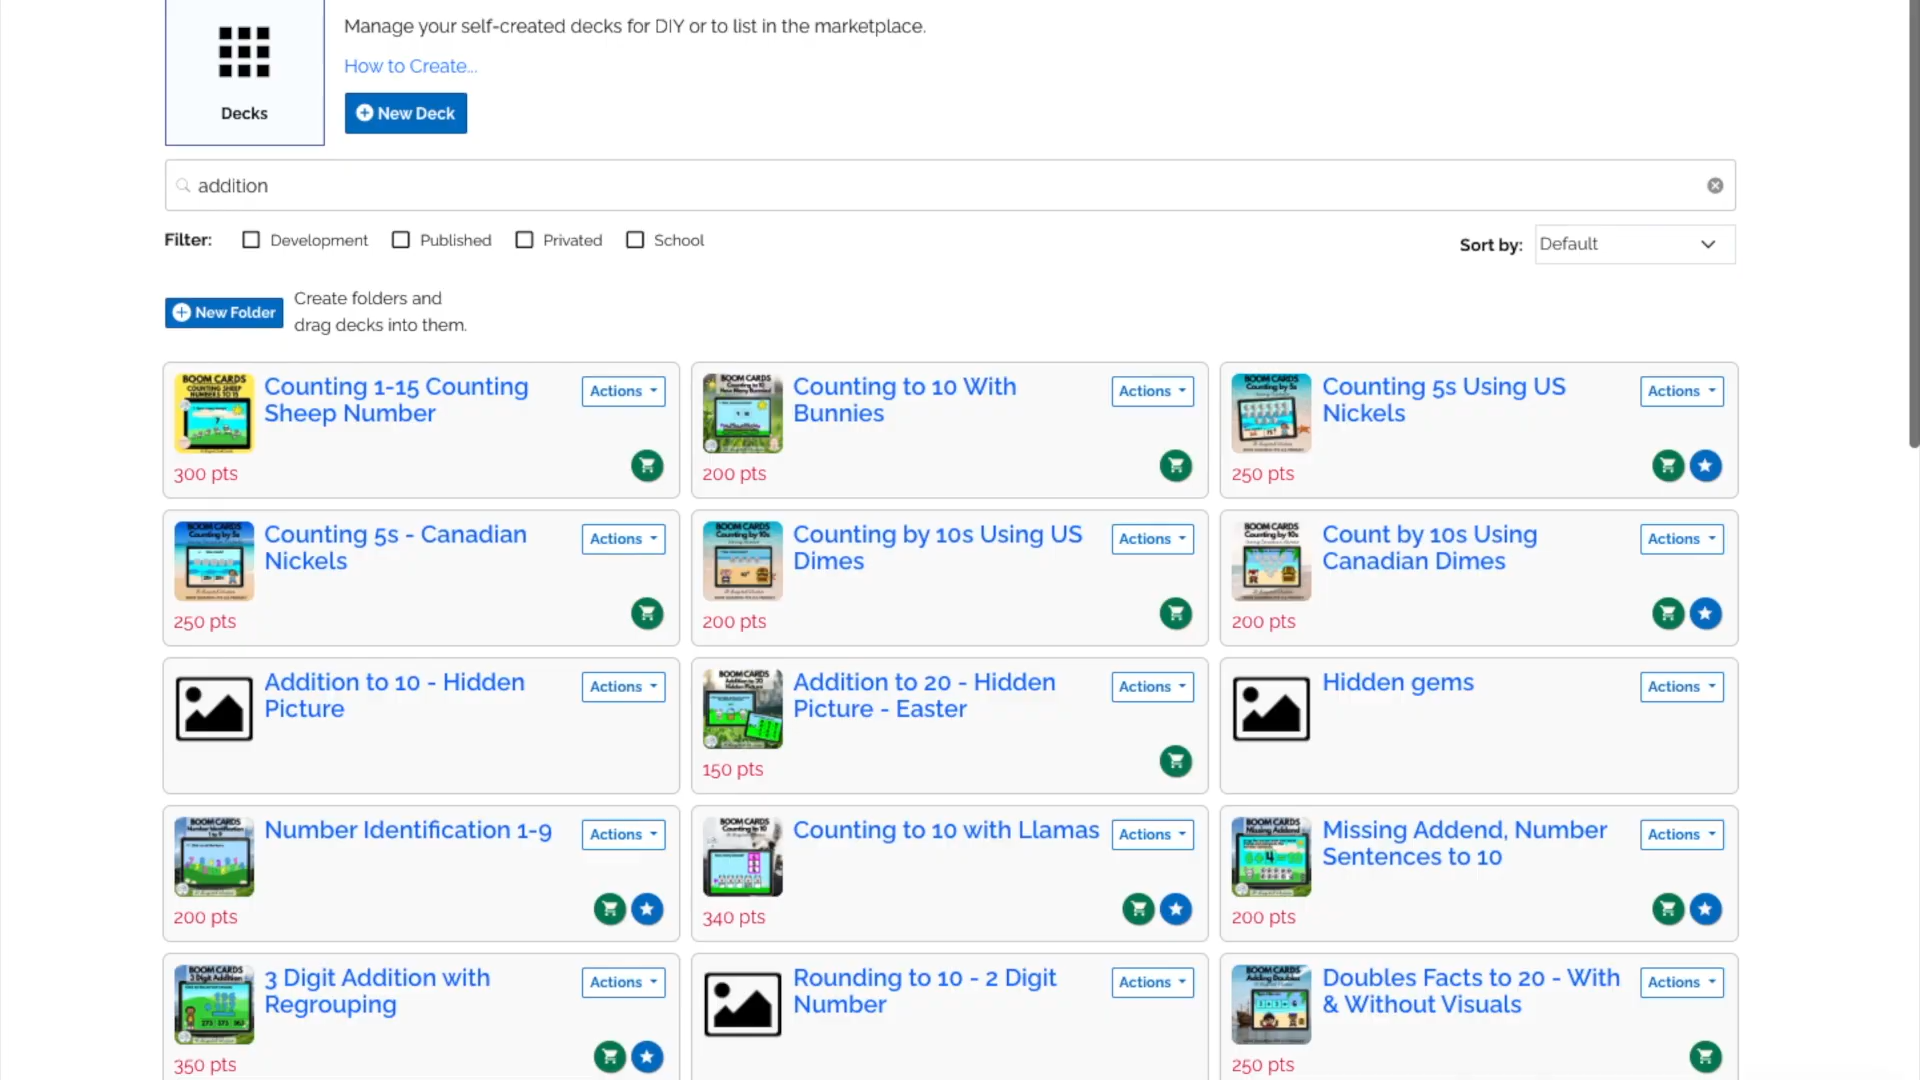 Manage your self-created decks for DIY or to list in the marketplace.
How to Create...
Decks
New Deck
addition
Filter: Development Published Privated School
Sort by: Default
New Folder
Create folders and
drag decks into them.
Counting 1-15 Counting
Sheep Number
Actions
300 pts
Counting to 10 With
Bunnies
Actions
200 pts
Counting 5s Using US
Nickels
Actions
250 pts
Counting 5s - Canadian
Nickels
Actions
250 pts
Counting by 10s Using US
Dimes
Actions
200 pts
Count by 10s Using
Canadian Dimes
Actions
200 pts
Addition to 10 - Hidden
Picture
Actions
Addition to 20 - Hidden
Picture - Easter
Actions
150 pts
Hidden gems
Actions
Number Identification 1-9
Actions
200 pts
Counting to 10 with Llamas
Actions
340 pts
Missing Addend, Number
Sentences to 10
Actions
200 pts
3 Digit Addition with
Regrouping
Actions
350 pts
Rounding to 10 - 2 Digit
Number
Actions
Doubles Facts to 20 - With
& Without Visuals
Actions
250 pts